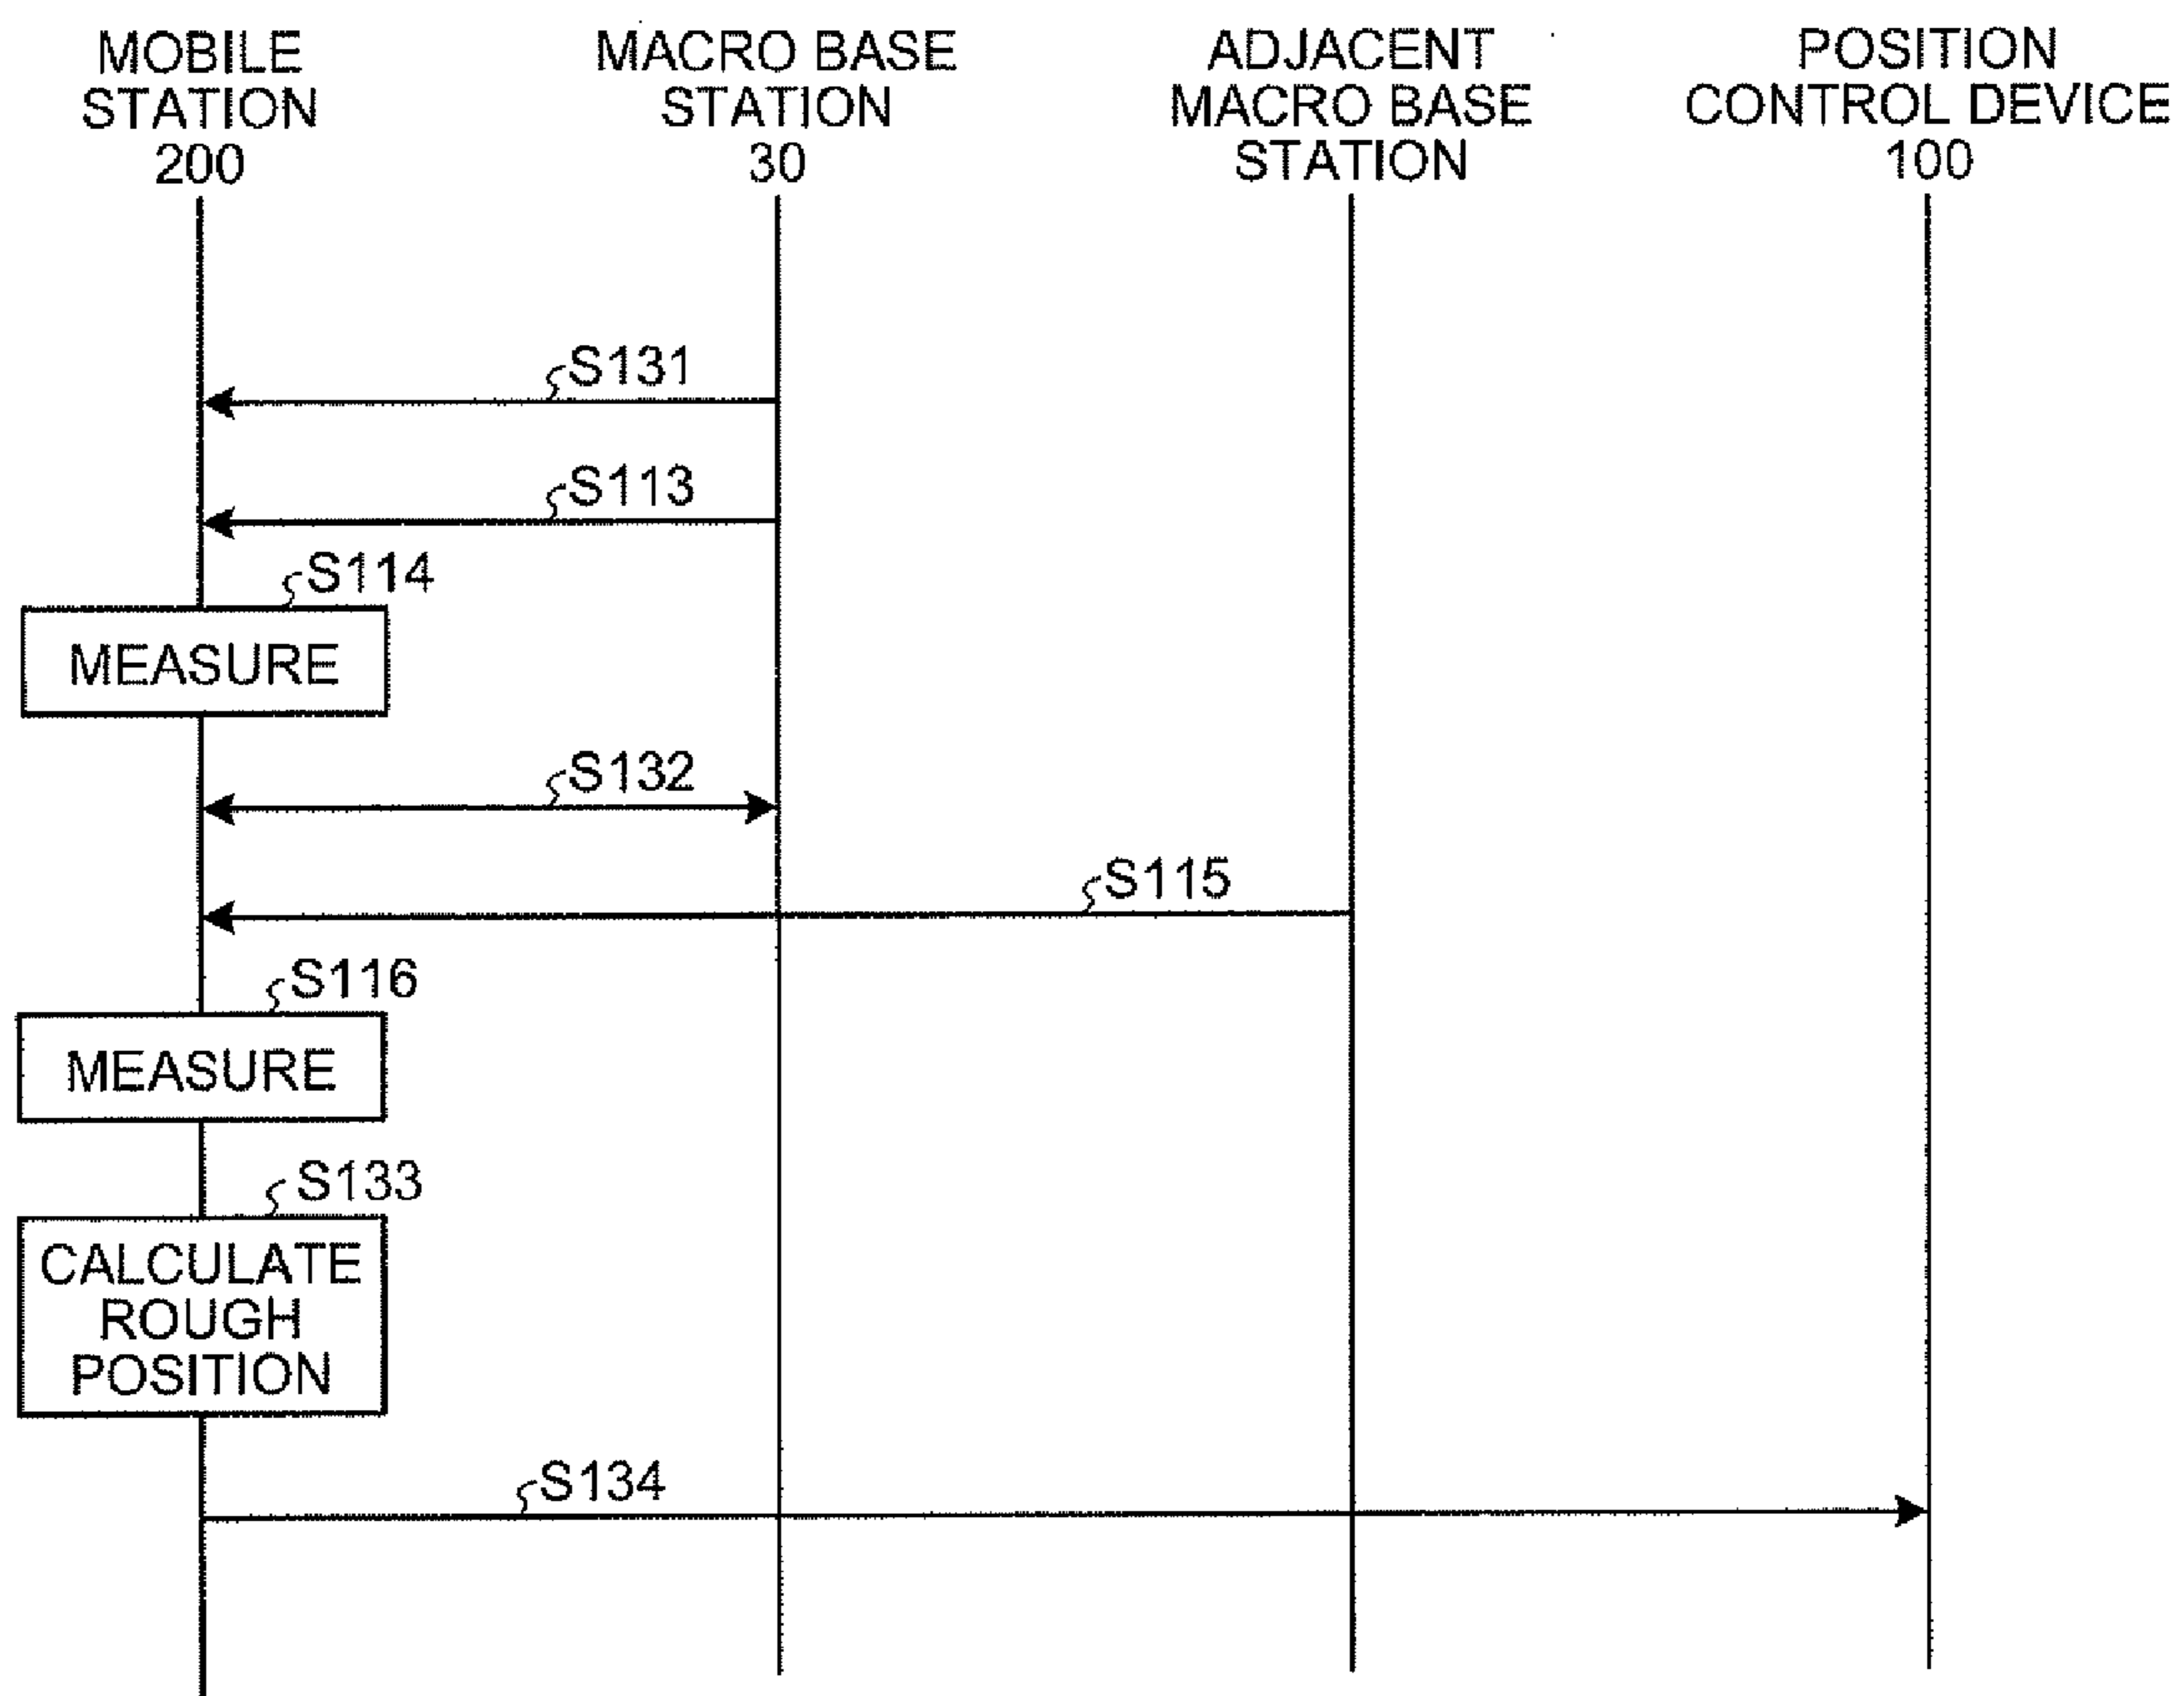 MOBILE
STATION
200
MACRO BASE
STATION
30
ADJACENT
MACRO BASE
STATION
POSITION
CONTROL DEVICE
100
S131
S113
S114
MEASURE
S132
S115
S116
MEASURE
S133
CALCULATE
ROUGH
POSITION
S134